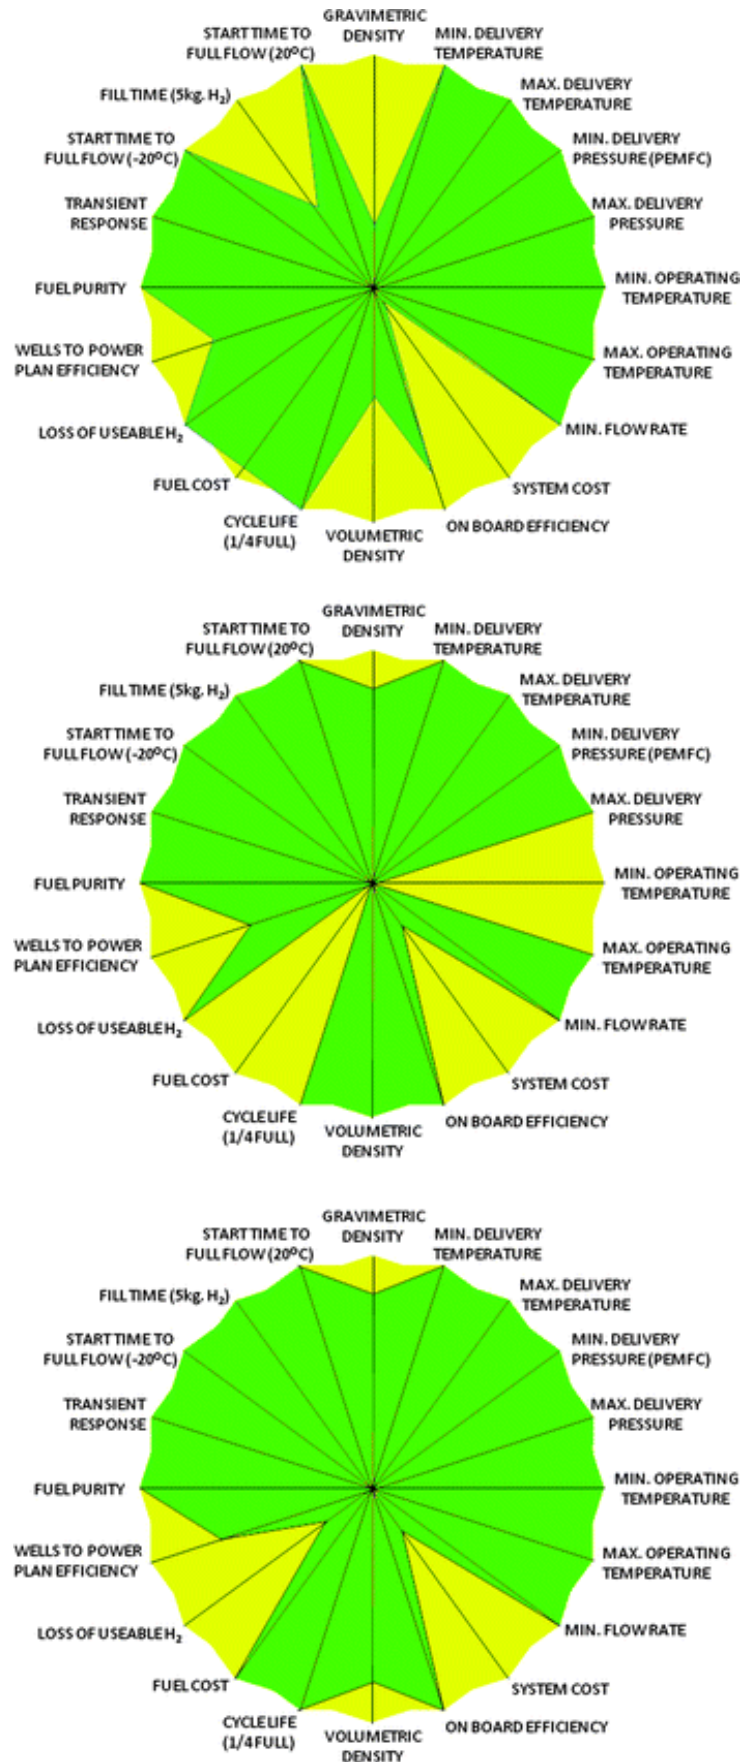 GRAVIMETRIC
DENSITY
MIN. DELIVERY
TEMPERATURE
MAX. DELIVERY
TEMPERATURE
MIN. DELIVERY
PRESSURE (PEMFC)
MAX. DELIVERY
PRESSURE
MIN. OPERATING
TEMPERATURE
MAX. OPERATING
TEMPERATURE
MIN. FLOW RATE
SYSTEM COST
ON BOARD EFFICIENCY
VOLUMETRIC
DENSITY
CYCLE LIFE
(1/4 FULL)
FUEL COST
LOSS OF USEABLE H₂
WELLS TO POWER
PLAN EFFICIENCY
FUEL PURITY
TRANSIENT
RESPONSE
START TIME TO
FULL FLOW (-20°C)
FILL TIME (5kg. H₂)
START TIME TO
FULL FLOW (20°C)
GRAVIMETRIC
DENSITY
MIN. DELIVERY
TEMPERATURE
MAX. DELIVERY
TEMPERATURE
MIN. DELIVERY
PRESSURE (PEMFC)
MAX. DELIVERY
PRESSURE
MIN. OPERATING
TEMPERATURE
MAX. OPERATING
TEMPERATURE
MIN. FLOW RATE
SYSTEM COST
ON BOARD EFFICIENCY
VOLUMETRIC
DENSITY
CYCLE LIFE
(1/4 FULL)
FUEL COST
LOSS OF USEABLE H₂
WELLS TO POWER
PLAN EFFICIENCY
FUEL PURITY
TRANSIENT
RESPONSE
START TIME TO
FULL FLOW (-20°C)
FILL TIME (5kg. H₂)
START TIME TO
FULL FLOW (20°C)
GRAVIMETRIC
DENSITY
MIN. DELIVERY
TEMPERATURE
MAX. DELIVERY
TEMPERATURE
MIN. DELIVERY
PRESSURE (PEMFC)
MAX. DELIVERY
PRESSURE
MIN. OPERATING
TEMPERATURE
MAX. OPERATING
TEMPERATURE
MIN. FLOW RATE
SYSTEM COST
ON BOARD EFFICIENCY
VOLUMETRIC
DENSITY
CYCLE LIFE
(1/4 FULL)
FUEL COST
LOSS OF USEABLE H₂
WELLS TO POWER
PLAN EFFICIENCY
FUEL PURITY
TRANSIENT
RESPONSE
START TIME TO
FULL FLOW (-20°C)
FILL TIME (5kg. H₂)
START TIME TO
FULL FLOW (20°C)